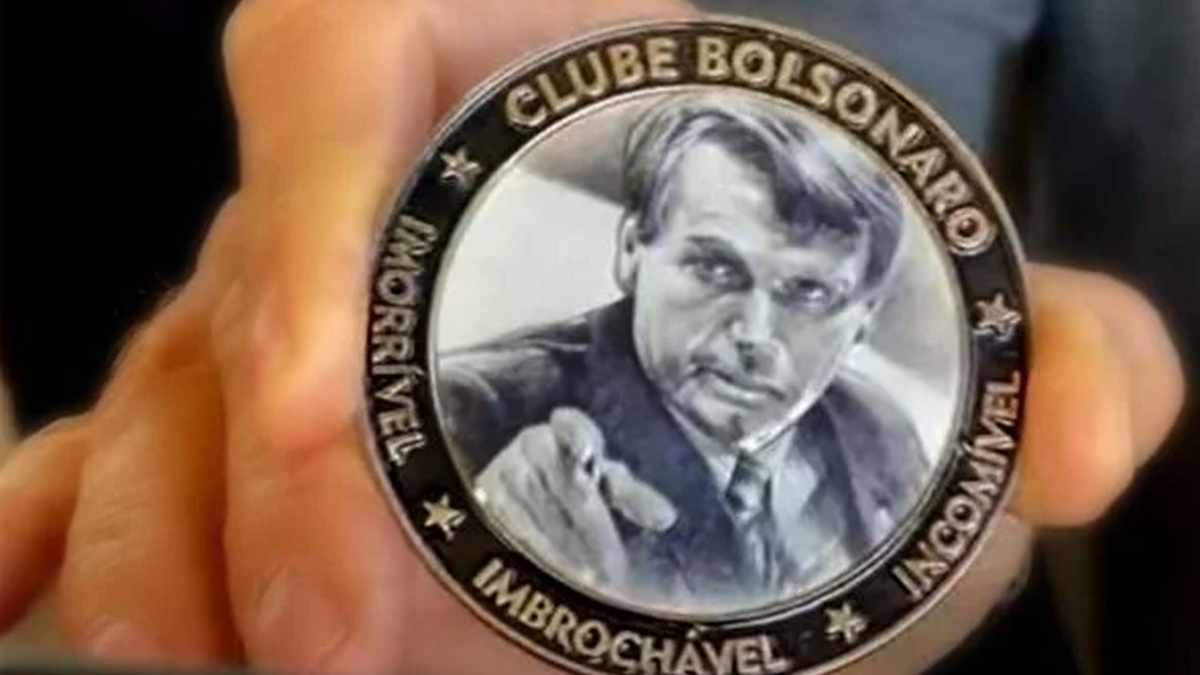 CLUBE BOLSONARO
IMORRÍVEL
IMBROCHÁVEL
INCOMÍVEL